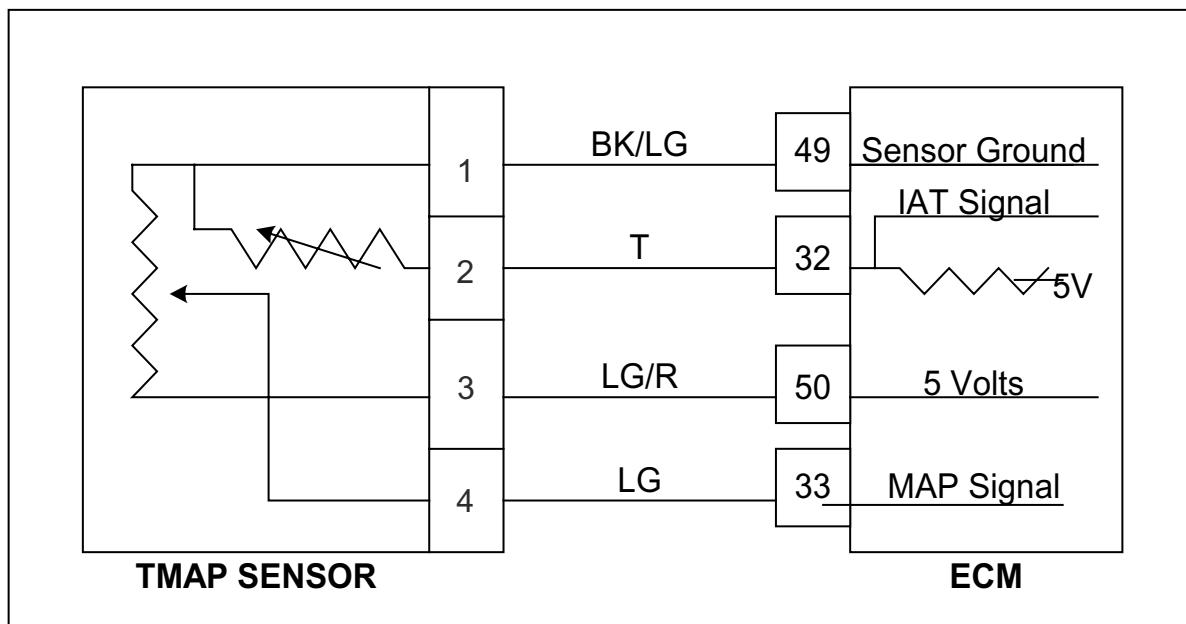 1
BK/LG
49
Sensor Ground
IAT Signal
2
T
32
5V
3
LG/R
50
5 Volts
4
LG
33
MAP Signal
TMAP SENSOR
ECM